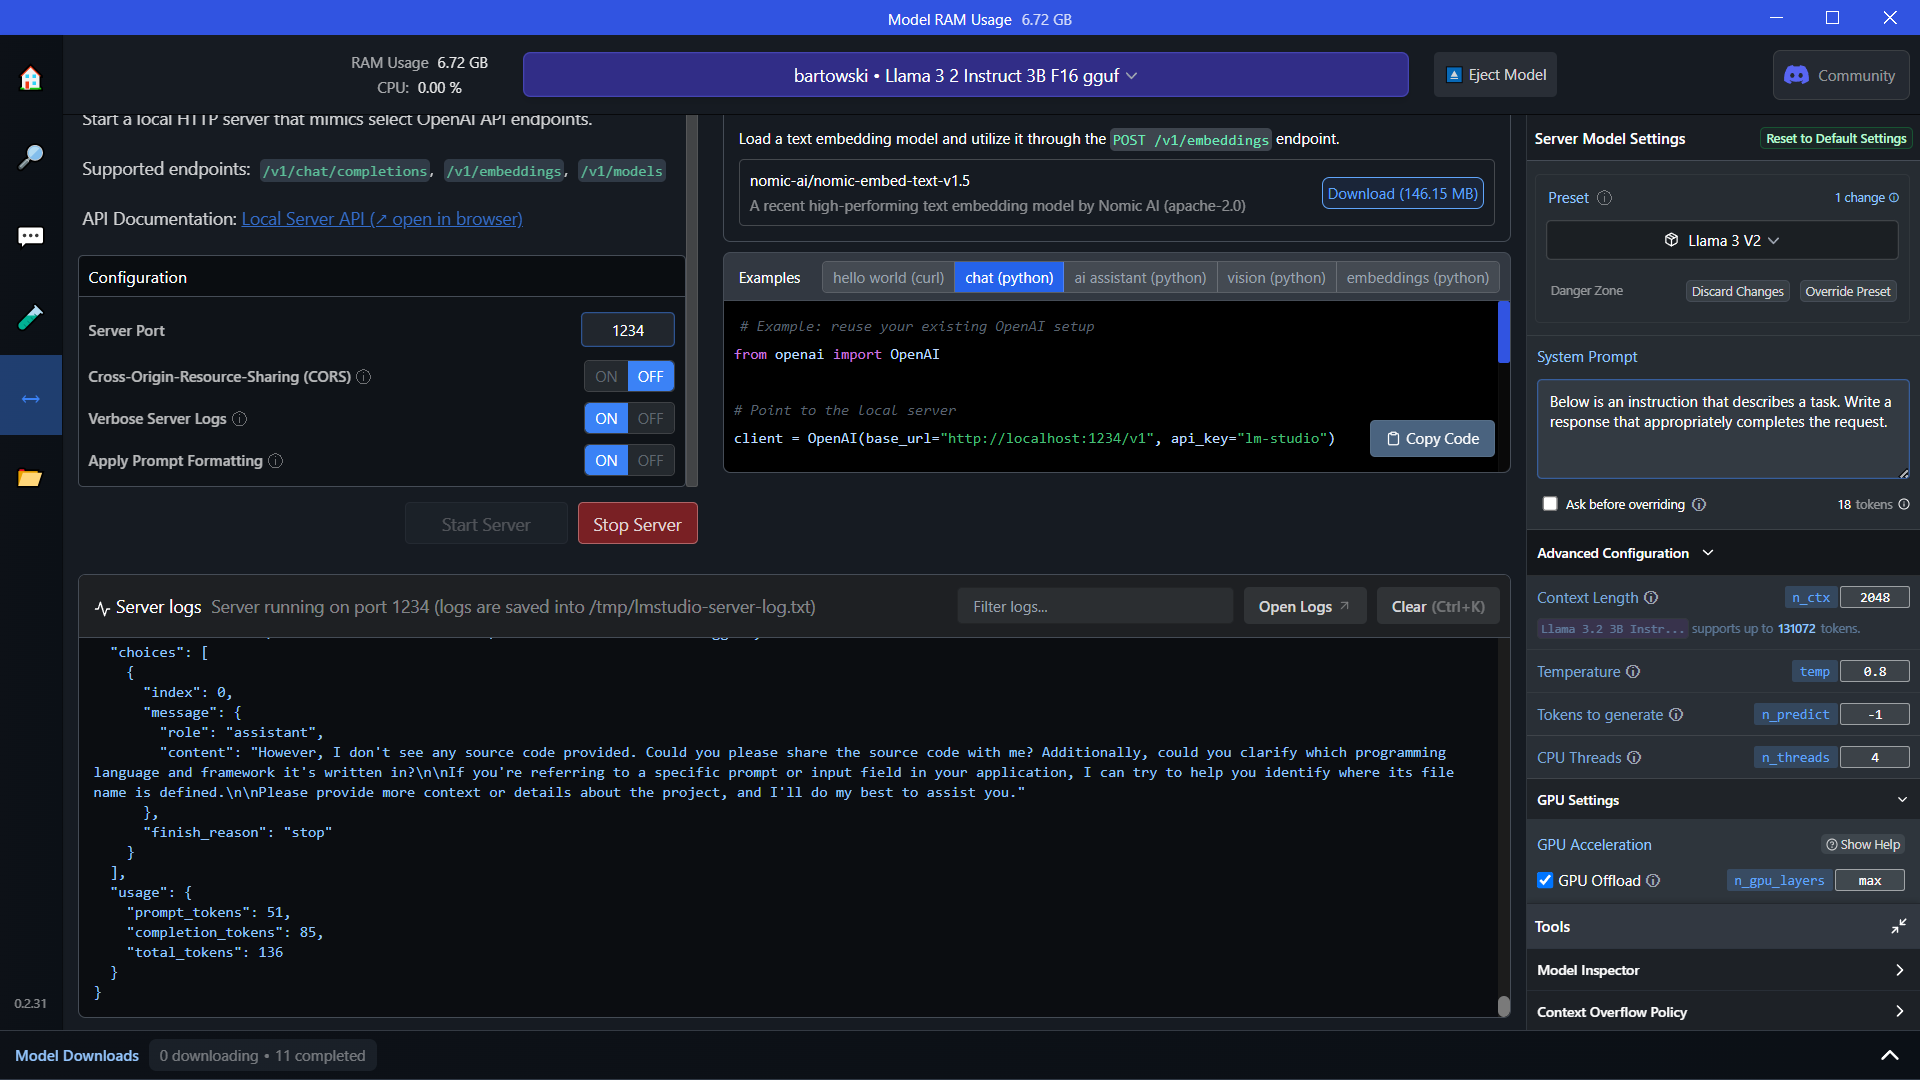 Model RAM Usage 6.72 GB
RAM Usage 6.72 GB
CPU: 0.00 %
bartowski • Llama 3 2 Instruct 3B F16 gguf
Eject Model
Community
Start a local HTTP server that mimics select OpenAI API endpoints.
Supported endpoints: /v1/chat/completions, /v1/embeddings, /v1/models
API Documentation: Local Server API (↗ open in browser)
Configuration
Server Port 1234
Cross-Origin-Resource-Sharing (CORS) ON OFF
Verbose Server Logs ON OFF
Apply Prompt Formatting ON OFF
Start Server Stop Server
Load a text embedding model and utilize it through the POST /v1/embeddings endpoint.
nomic-ai/nomic-embed-text-v1.5
A recent high-performing text embedding model by Nomic AI (apache-2.0)
Download (146.15 MB)
Examples hello world (curl) chat (python) ai assistant (python) vision (python) embeddings (python)
# Example: reuse your existing OpenAI setup
from openai import OpenAI
# Point to the local server
client = OpenAI(base_url="http://localhost:1234/v1", api_key="lm-studio")
Copy Code
Server logs Server running on port 1234 (logs are saved into /tmp/lmstudio-server-log.txt)
Filter logs...
Open Logs ↗
Clear (Ctrl+K)
"choices": [
{
"index": 0,
"message": {
"role": "assistant",
"content": "However, I don't see any source code provided. Could you please share the source code with me? Additionally, could you clarify which programming
language and framework it's written in?\n\nIf you're referring to a specific prompt or input field in your application, I can try to help you identify where its file
name is defined.\n\nPlease provide more context or details about the project, and I'll do my best to assist you."
},
"finish_reason": "stop"
}
],
"usage": {
"prompt_tokens": 51,
"completion_tokens": 85,
"total_tokens": 136
}
}
Server Model Settings Reset to Default Settings
Preset 1 change
Llama 3 V2
Danger Zone Discard Changes Override Preset
System Prompt
Below is an instruction that describes a task. Write a
response that appropriately completes the request.
Ask before overriding 18 tokens
Advanced Configuration
Context Length n_ctx 2048
Llama 3.2 3B Instr... supports up to 131072 tokens.
Temperature temp 0.8
Tokens to generate n_predict -1
CPU Threads n_threads 4
GPU Settings
GPU Acceleration Show Help
GPU Offload n_gpu_layers max
Tools
Model Inspector
Context Overflow Policy
0.2.31
Model Downloads 0 downloading • 11 completed